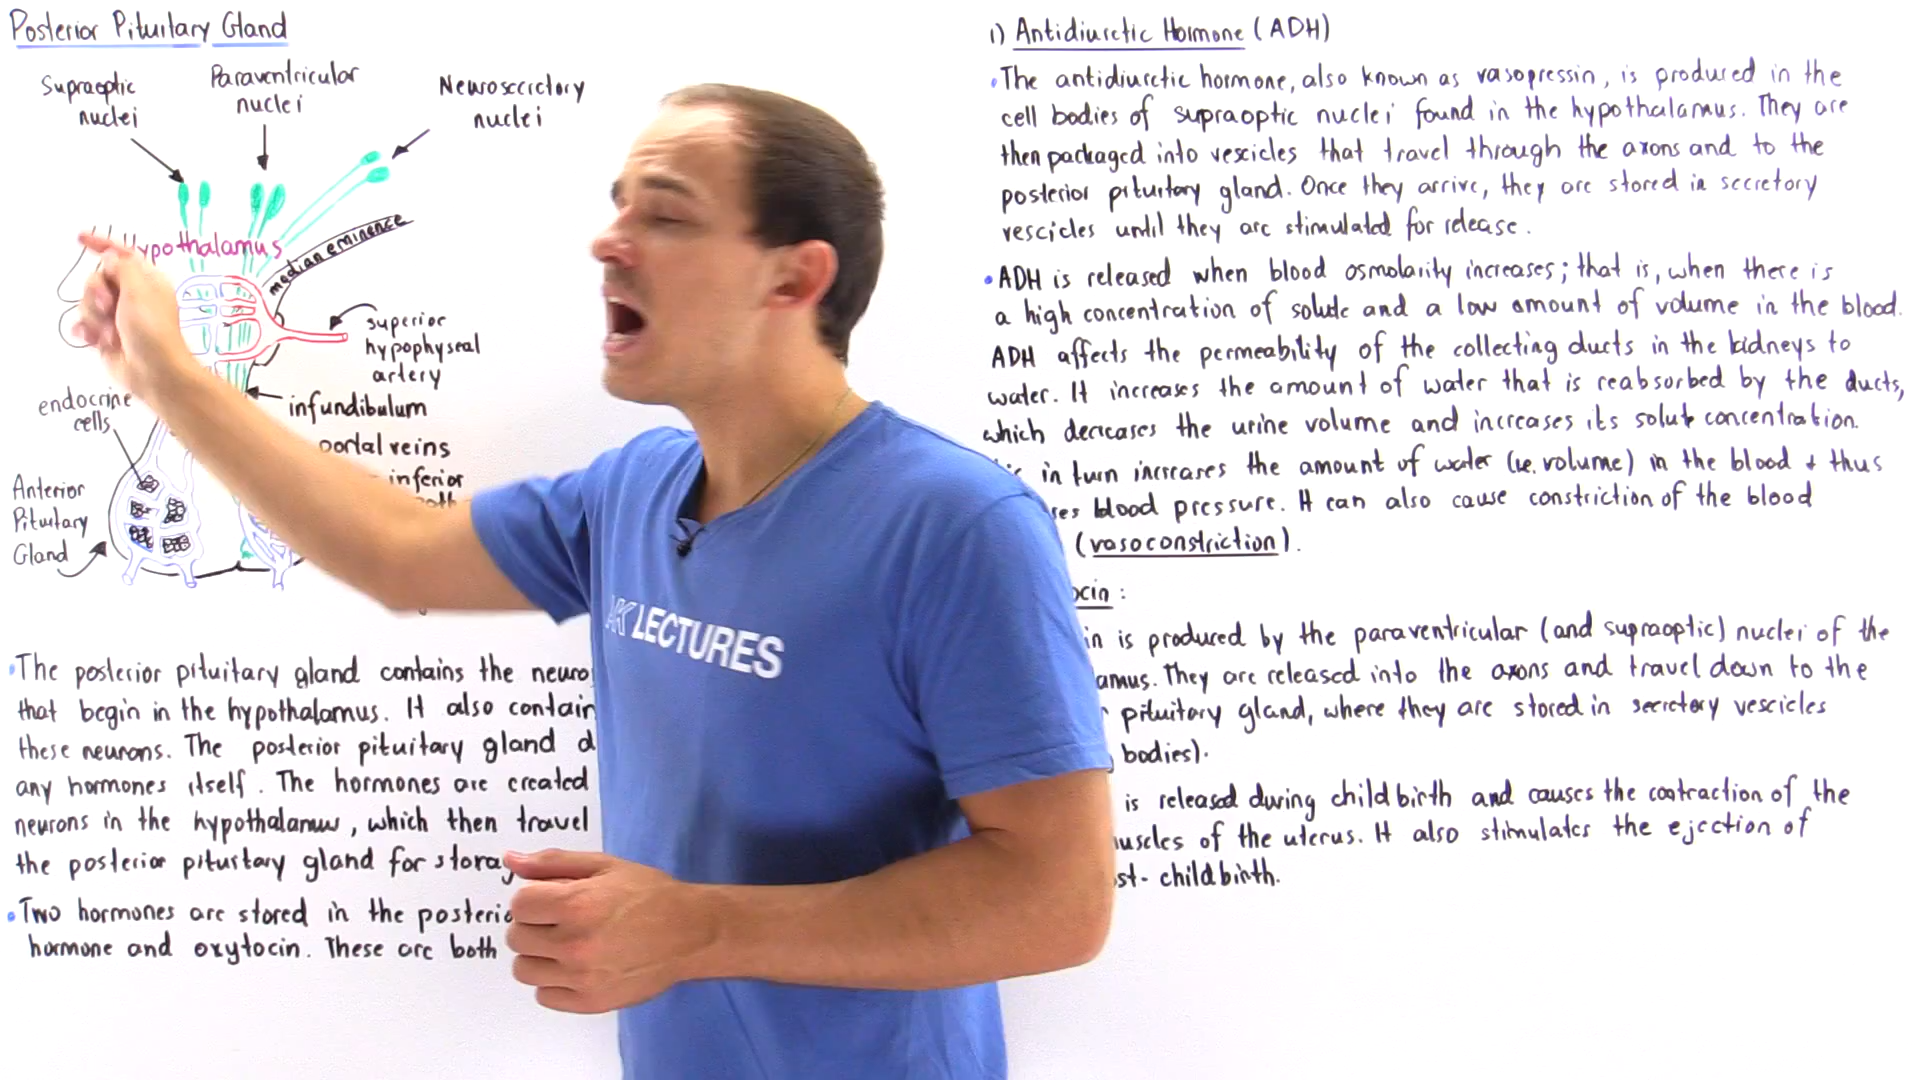 Posterior Pituitary Gland
Supraoptic
nuclei
Paraventricular
nuclei
Neurosecretory
nuclei
Hypothalamus
median eminence
superior
hypophyseal
artery
infundibulum
portal veins
inferior
endocrine
cells
Anterior
Pituitary
Gland
•The posterior pituitary gland contains the neuro
that begin in the hypothalamus. It also contain
these neurons. The posterior pituitary gland d
any hormones itself. The hormones are created
neurons in the hypothalamus, which then travel
the posterior pituitary gland for storag
•Two hormones are stored in the posterio
hormone and oxytocin. These are both
AK LECTURES
1) Antidiuretic Hormone (ADH)
•The antidiuretic hormone, also known as vasopressin, is produced in the
cell bodies of supraoptic nuclei found in the hypothalamus. They are
then packaged into vescicles that travel through the axons and to the
posterior pituitary gland. Once they arrive, they are stored in secretory
vescicles until they are stimulated for release.
•ADH is released when blood osmolarity increases; that is, when there is
a high concentration of solute and a low amount of volume in the blood.
ADH affects the permeability of the collecting ducts in the kidneys to
water. It increases the amount of water that is reabsorbed by the ducts,
which decreases the urine volume and increases its solute concentration.
in turn increases the amount of water (i.e. volume) in the blood + thus
ses blood pressure. It can also cause constriction of the blood
(vasoconstriction).
ocin :
in is produced by the paraventricular (and supraoptic) nuclei of the
amus. They are released into the axons and travel down to the
pituitary gland, where they are stored in secretory vescicles
bodies).
is released during childbirth and causes the contraction of the
uscles of the uterus. It also stimulates the ejection of
st-childbirth.